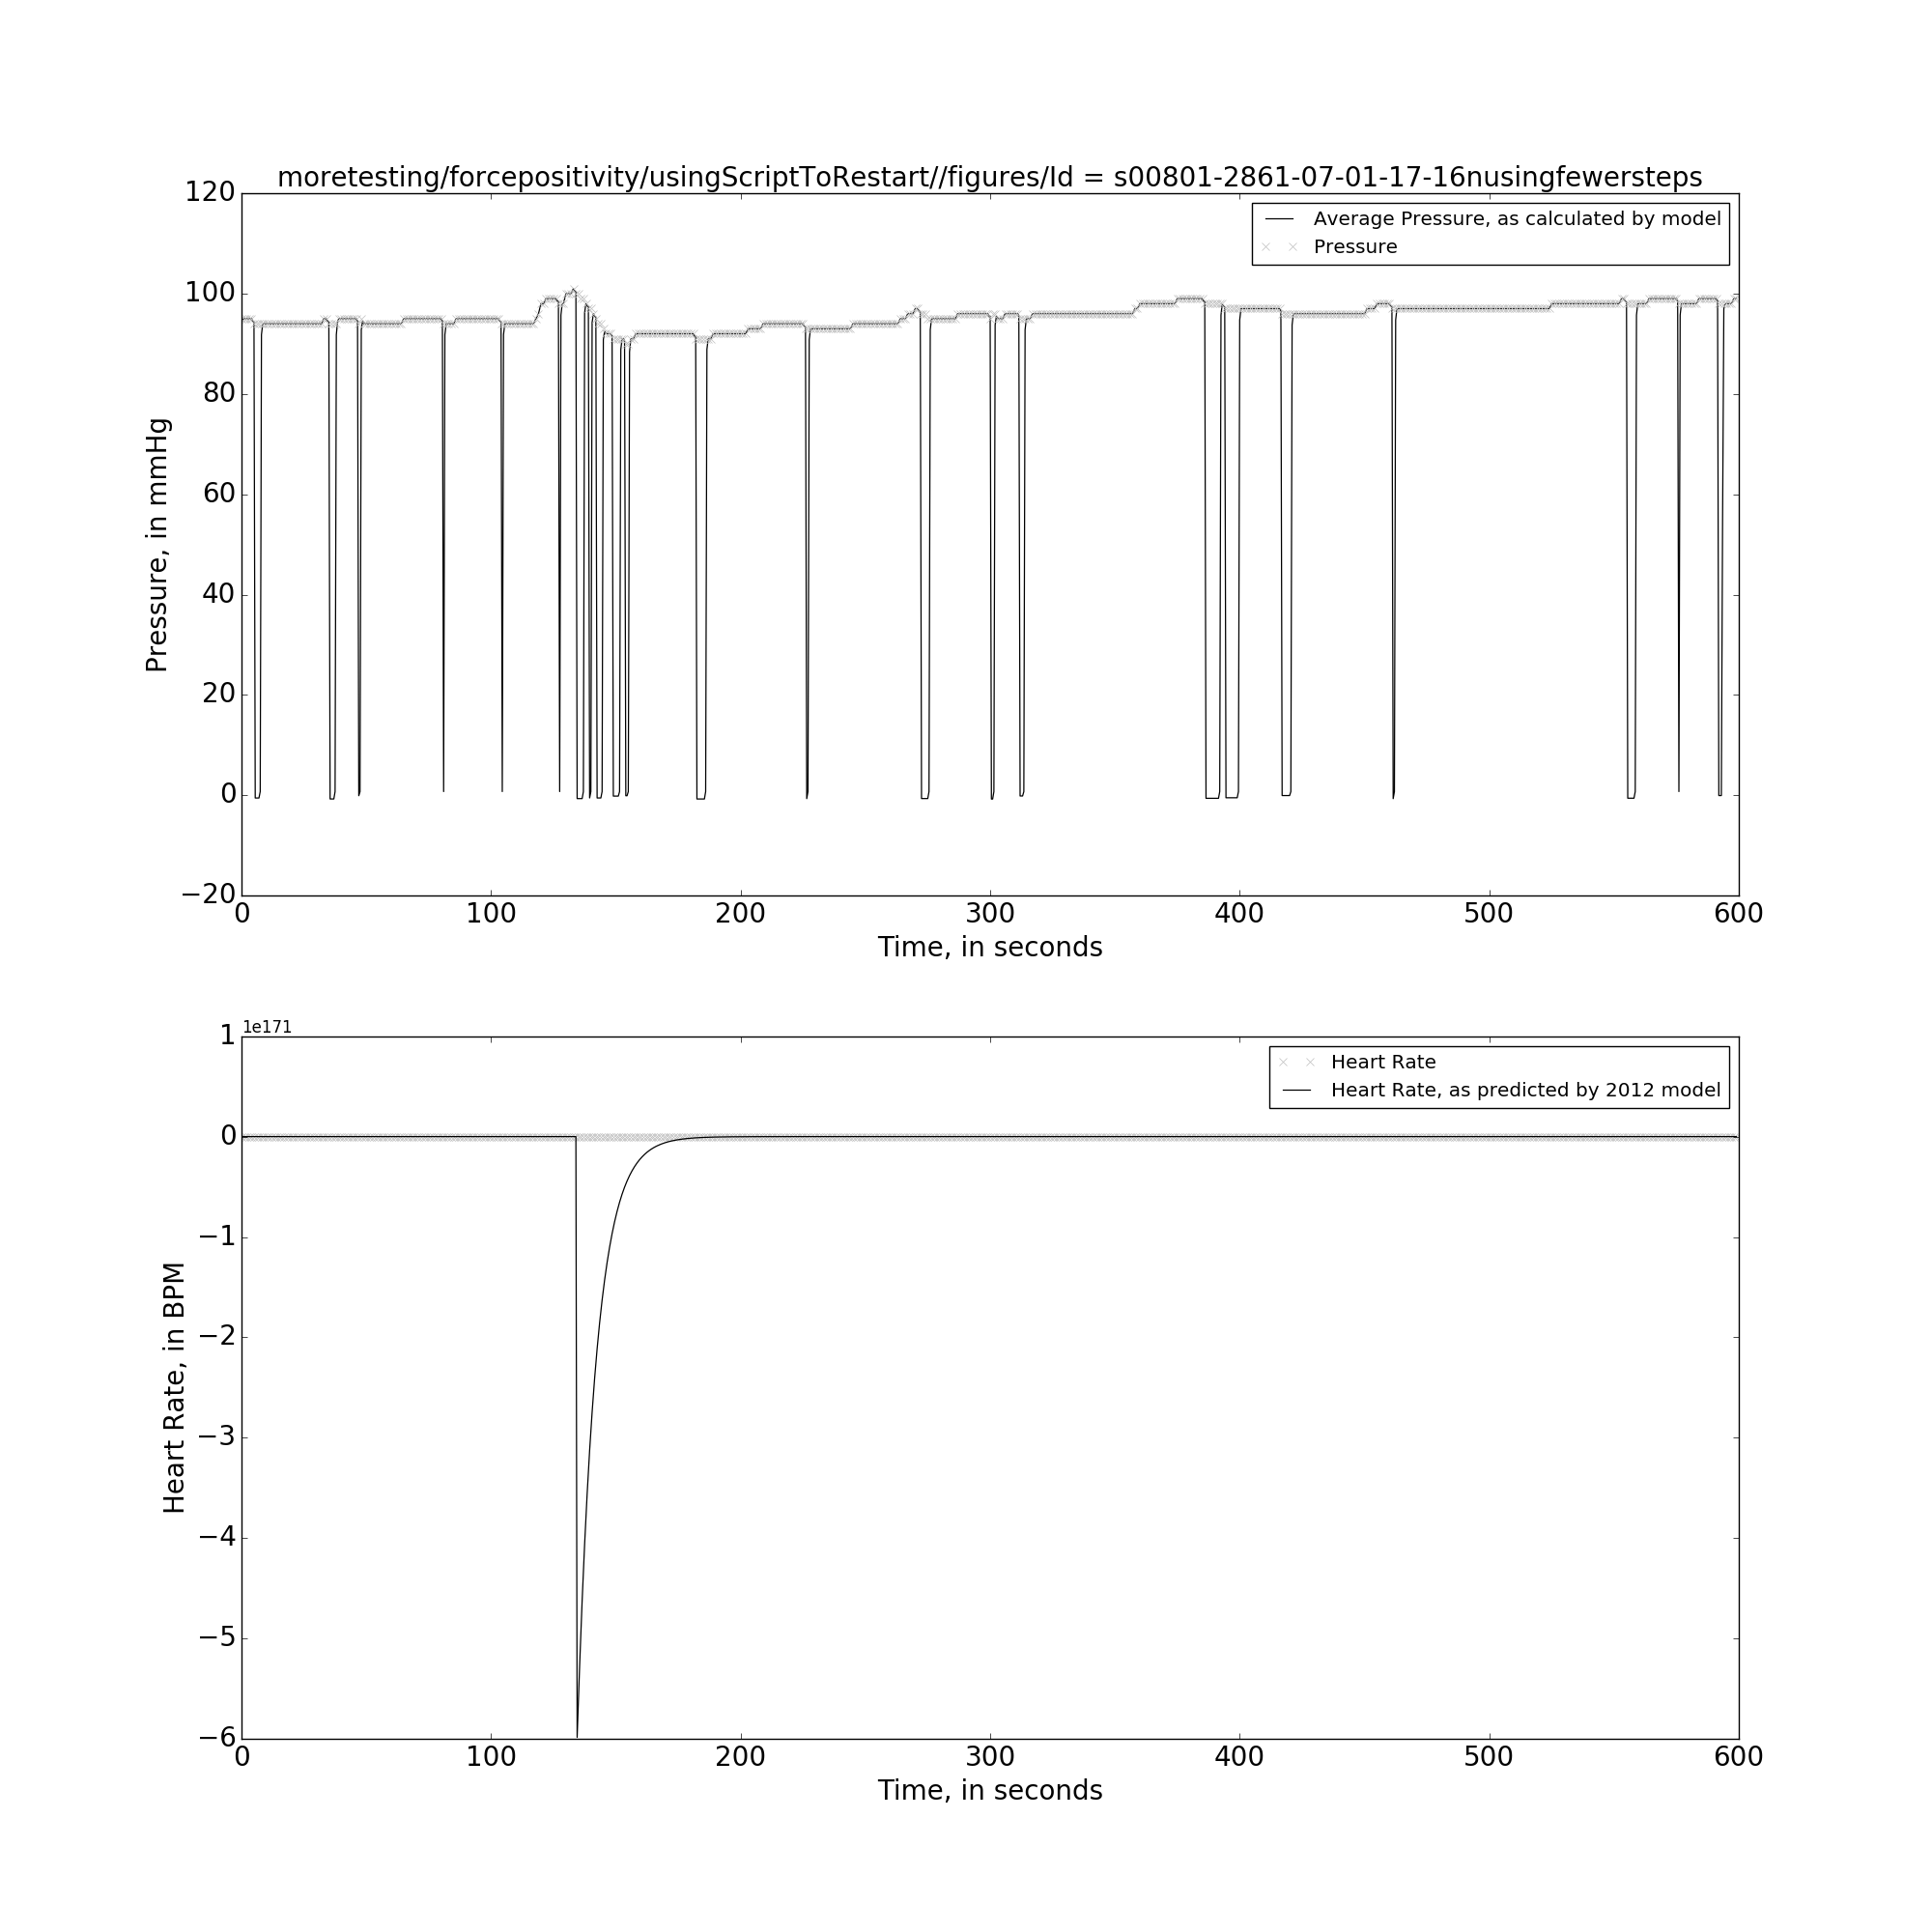 moretesting/forcepositivity/usingScriptToRestart//figures/Id = s00801-2861-07-01-17-16nusingfewersteps
120
100
80
60
40
20
0
−20
Pressure, in mmHg
Average Pressure, as calculated by model
Pressure
0 100 200 300 400 500 600
Time, in seconds
1e171
1
0
−1
−2
−3
−4
−5
−6
Heart Rate, in BPM
Heart Rate
Heart Rate, as predicted by 2012 model
0 100 200 300 400 500 600
Time, in seconds